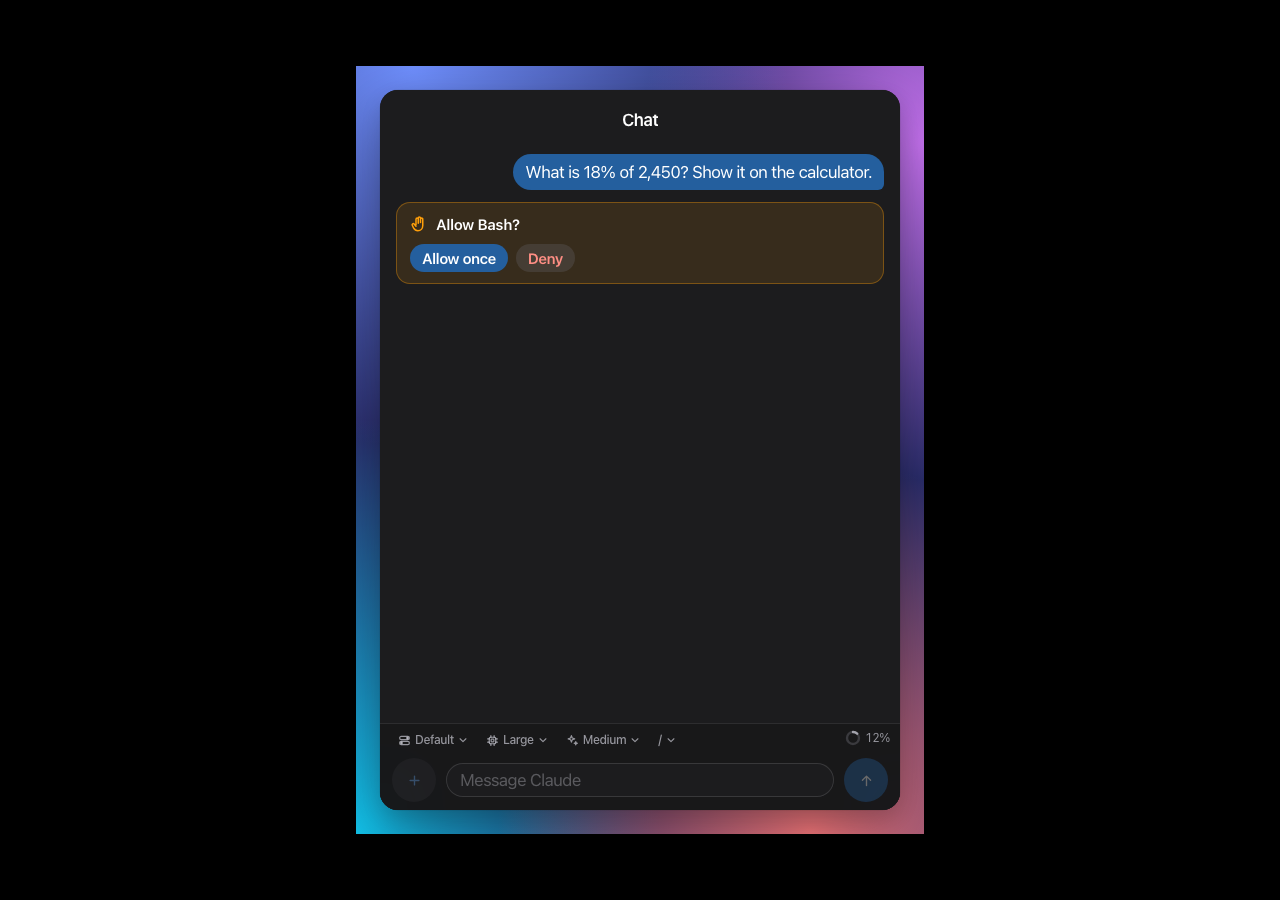 Chat
What is 18% of 2,450? Show it on the calculator.
Allow Bash?
Allow once Deny
Default Large Medium / 12%
Message Claude